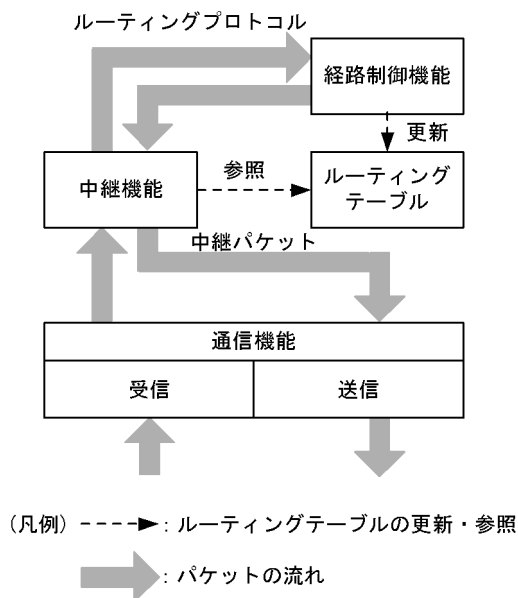 ルーティングプロトコル
経路制御機能
更新
中継機能
参照
ルーティング
テーブル
中継パケット
通信機能
受信
送信
(凡例)
：ルーティングテーブルの更新・参照
：パケットの流れ